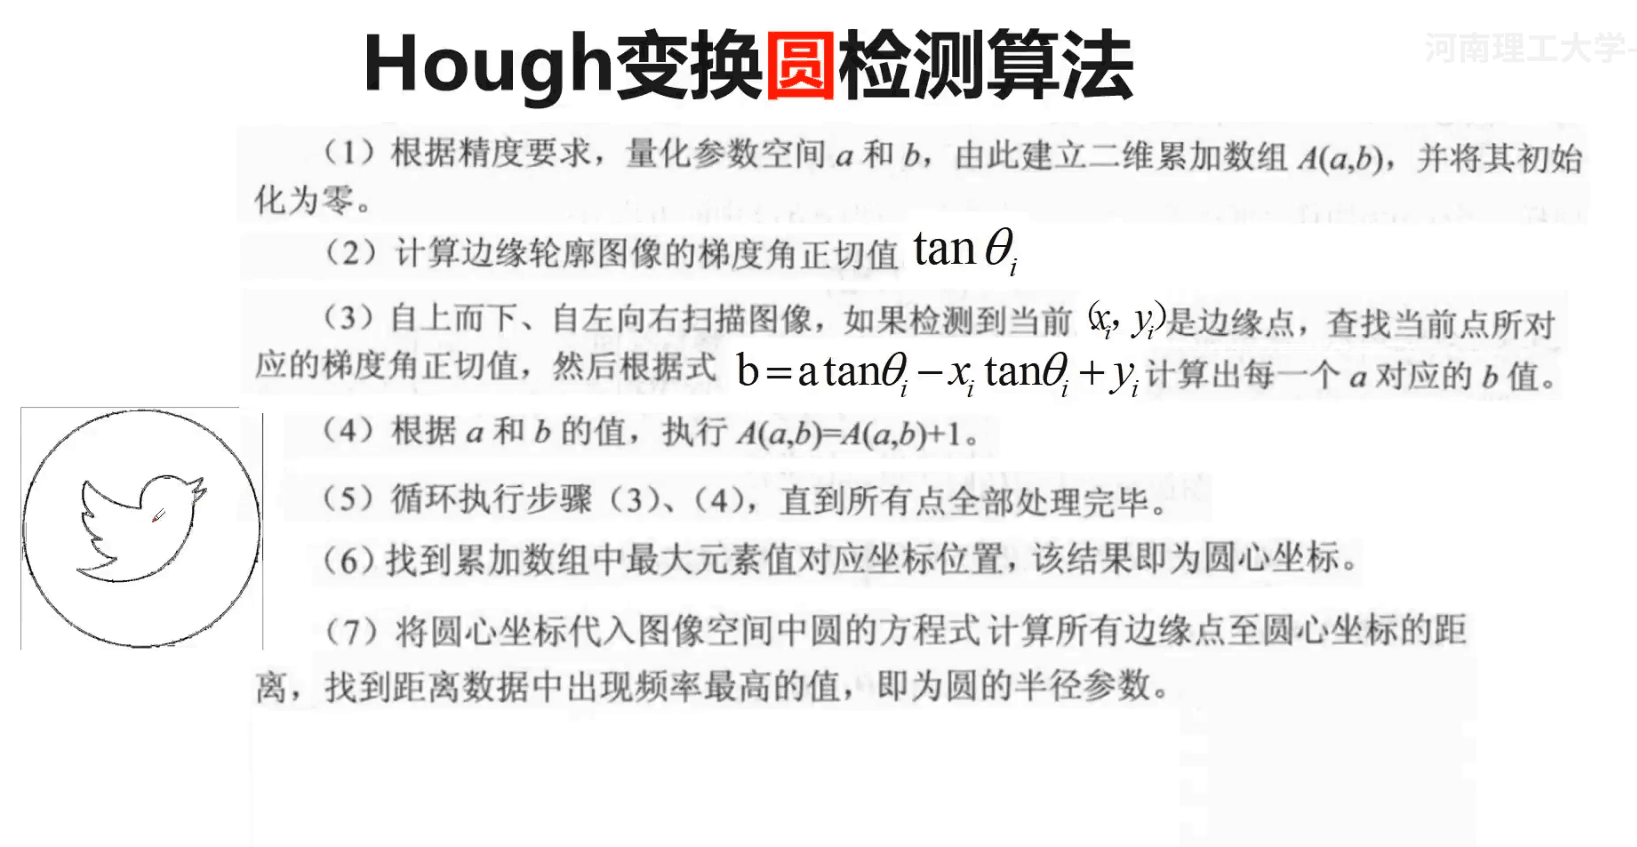 Hough变换圆检测算法
河南理工大学-
（1）根据精度要求，量化参数空间 a 和 b，由此建立二维累加数组 A(a,b)，并将其初始
化为零。
（2）计算边缘轮廓图像的梯度角正切值 tan θi
（3）自上而下、自左向右扫描图像，如果检测到当前 (xi, yi)是边缘点，查找当前点所对
应的梯度角正切值，然后根据式 b=a tanθi − xi tanθi + yi 计算出每一个 a 对应的 b 值。
（4）根据 a 和 b 的值，执行 A(a,b)=A(a,b)+1。
（5）循环执行步骤（3）、（4），直到所有点全部处理完毕。
（6）找到累加数组中最大元素值对应坐标位置，该结果即为圆心坐标。
（7）将圆心坐标代入图像空间中圆的方程式计算所有边缘点至圆心坐标的距
离，找到距离数据中出现频率最高的值，即为圆的半径参数。